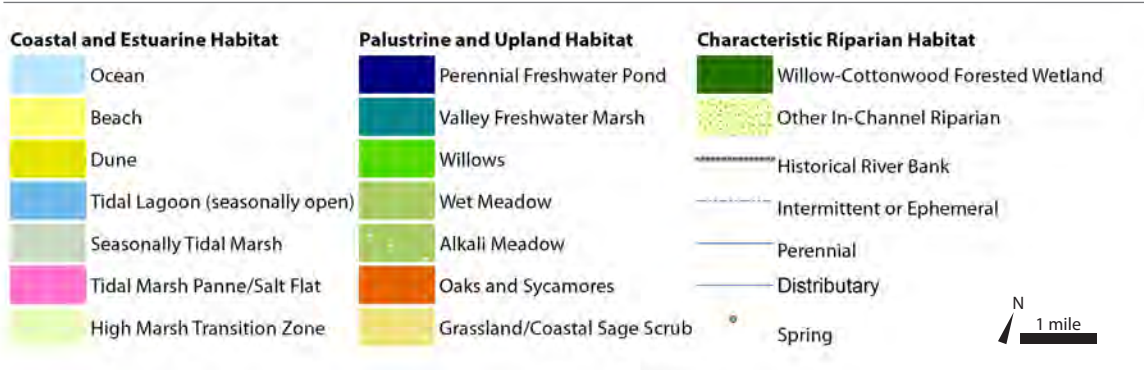 Coastal and Estuarine Habitat
Ocean
Beach
Dune
Tidal Lagoon (seasonally open)
Seasonally Tidal Marsh
Tidal Marsh Panne/Salt Flat
High Marsh Transition Zone
Palustrine and Upland Habitat
Perennial Freshwater Pond
Valley Freshwater Marsh
Willows
Wet Meadow
Alkali Meadow
Oaks and Sycamores
Grassland/Coastal Sage Scrub
Characteristic Riparian Habitat
Willow-Cottonwood Forested Wetland
Other In-Channel Riparian
Historical River Bank
Intermittent or Ephemeral
Perennial
Distributary
Spring
N
1 mile